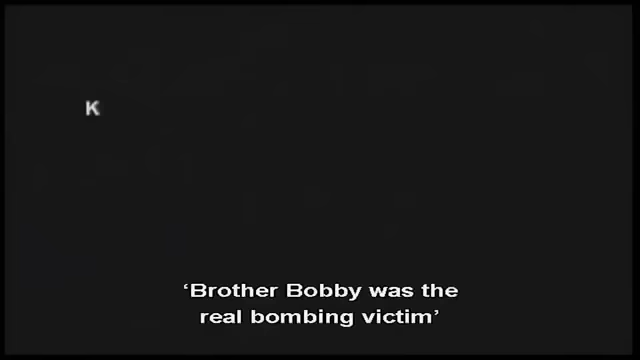 K
‘Brother Bobby was the
real bombing victim’